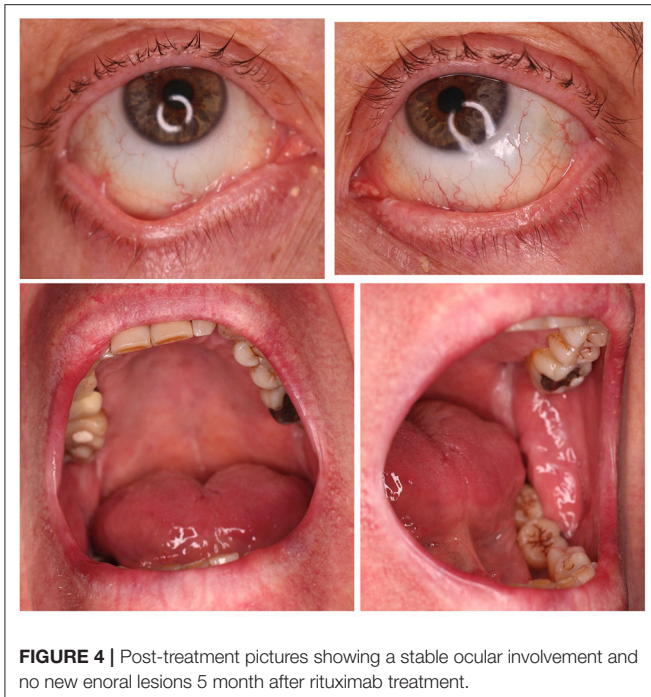 FIGURE 4 | Post-treatment pictures showing a stable ocular involvement and
no new enoral lesions 5 month after rituximab treatment.